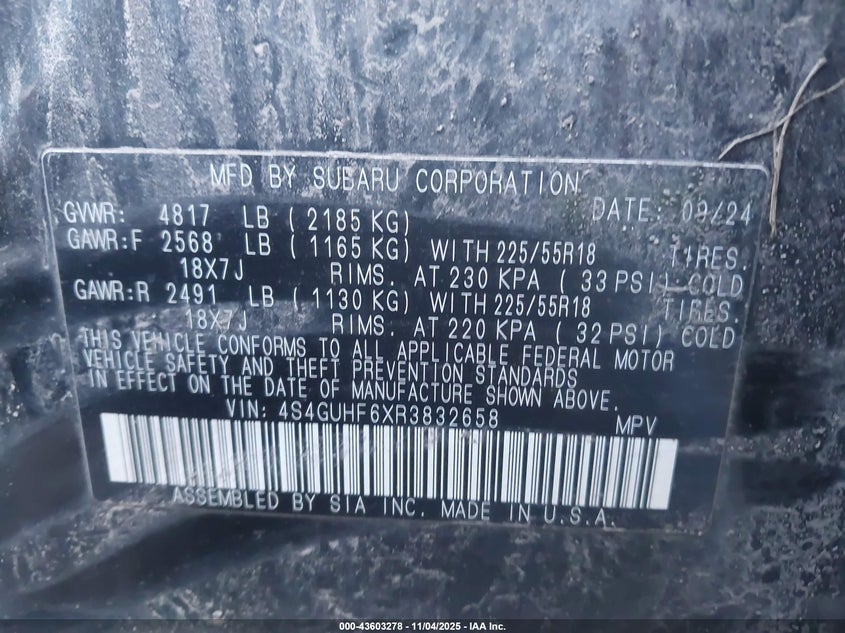 MFD BY SUBARU CORPORATION
GVWR: 4817 LB ( 2185 KG) DATE: 09/24
GAWR:F 2568 LB ( 1165 KG) WITH 225/55R18 TIRES.
18X7J RIMS. AT 230 KPA ( 33 PSI) COLD
GAWR:R 2491 LB ( 1130 KG) WITH 225/55R18 TIRES.
18X7J RIMS. AT 220 KPA ( 32 PSI) COLD
THIS VEHICLE CONFORMS TO ALL APPLICABLE FEDERAL MOTOR
VEHICLE SAFETY AND THEFT PREVENTION STANDARDS
IN EFFECT ON THE DATE OF MANUFACTURE SHOWN ABOVE.
VIN: 4S4GUHF6XR3832658 MPV
ASSEMBLED BY SIA INC. MADE IN U.S.A.
000-43603278 - 11/04/2025 - IAA Inc.